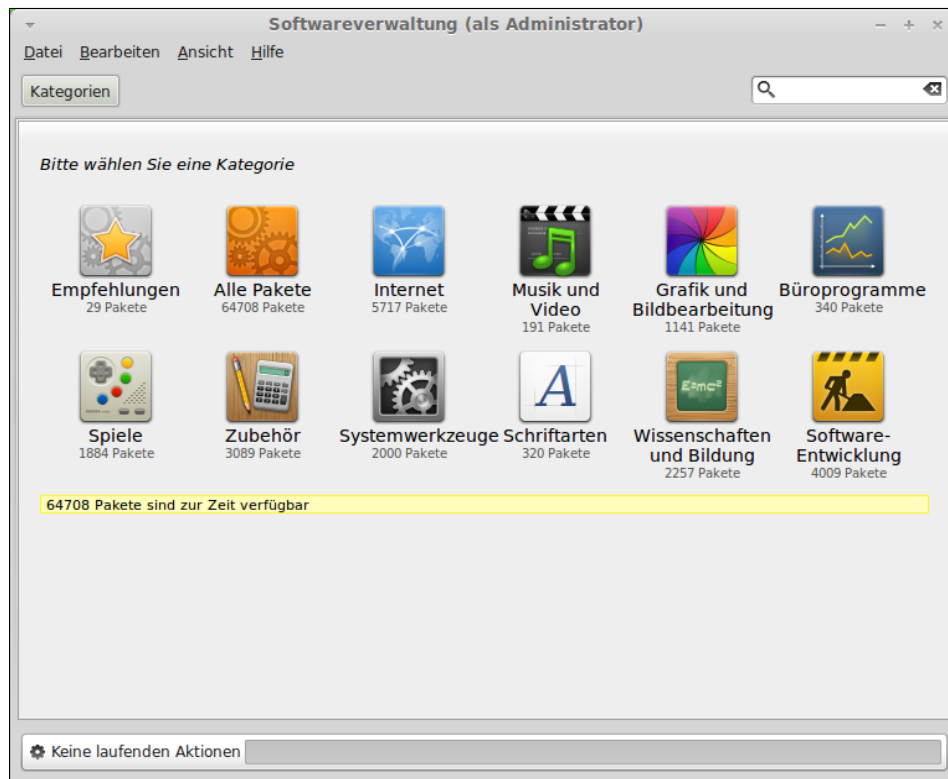 Softwareverwaltung (als Administrator)
Datei Bearbeiten Ansicht Hilfe
Kategorien
Bitte wählen Sie eine Kategorie
Empfehlungen
29 Pakete
Alle Pakete
64708 Pakete
Internet
5717 Pakete
Musik und
Video
191 Pakete
Grafik und
Bildbearbeitung
1141 Pakete
Büroprogramme
340 Pakete
Spiele
1884 Pakete
Zubehör
3089 Pakete
Systemwerkzeuge
2000 Pakete
A
Schriftarten
320 Pakete
E=mc²
Wissenschaften
und Bildung
2257 Pakete
Software-
Entwicklung
4009 Pakete
64708 Pakete sind zur Zeit verfügbar
Keine laufenden Aktionen